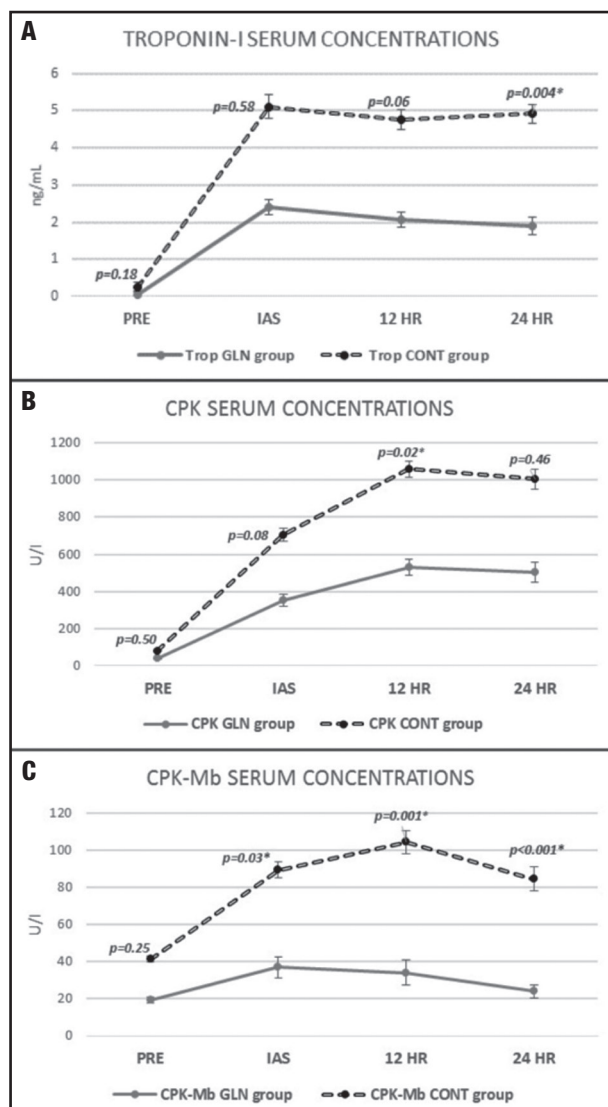 A
TROPONIN-I SERUM CONCENTRATIONS
6
5
4
3
2
1
0
ng/mL
p=0.18
p=0.58
p=0.06
p=0.004*
PRE IAS 12 HR 24 HR
Trop GLN group Trop CONT group
B
CPK SERUM CONCENTRATIONS
1200
1000
800
600
400
200
0
U/l
p=0.50
p=0.08
p=0.02*
p=0.46
PRE IAS 12 HR 24 HR
CPK GLN group CPK CONT group
C
CPK-Mb SERUM CONCENTRATIONS
120
100
80
60
40
20
0
U/l
p=0.25
p=0.03*
p=0.001*
p<0.001*
PRE IAS 12 HR 24 HR
CPK-Mb GLN group CPK-Mb CONT group